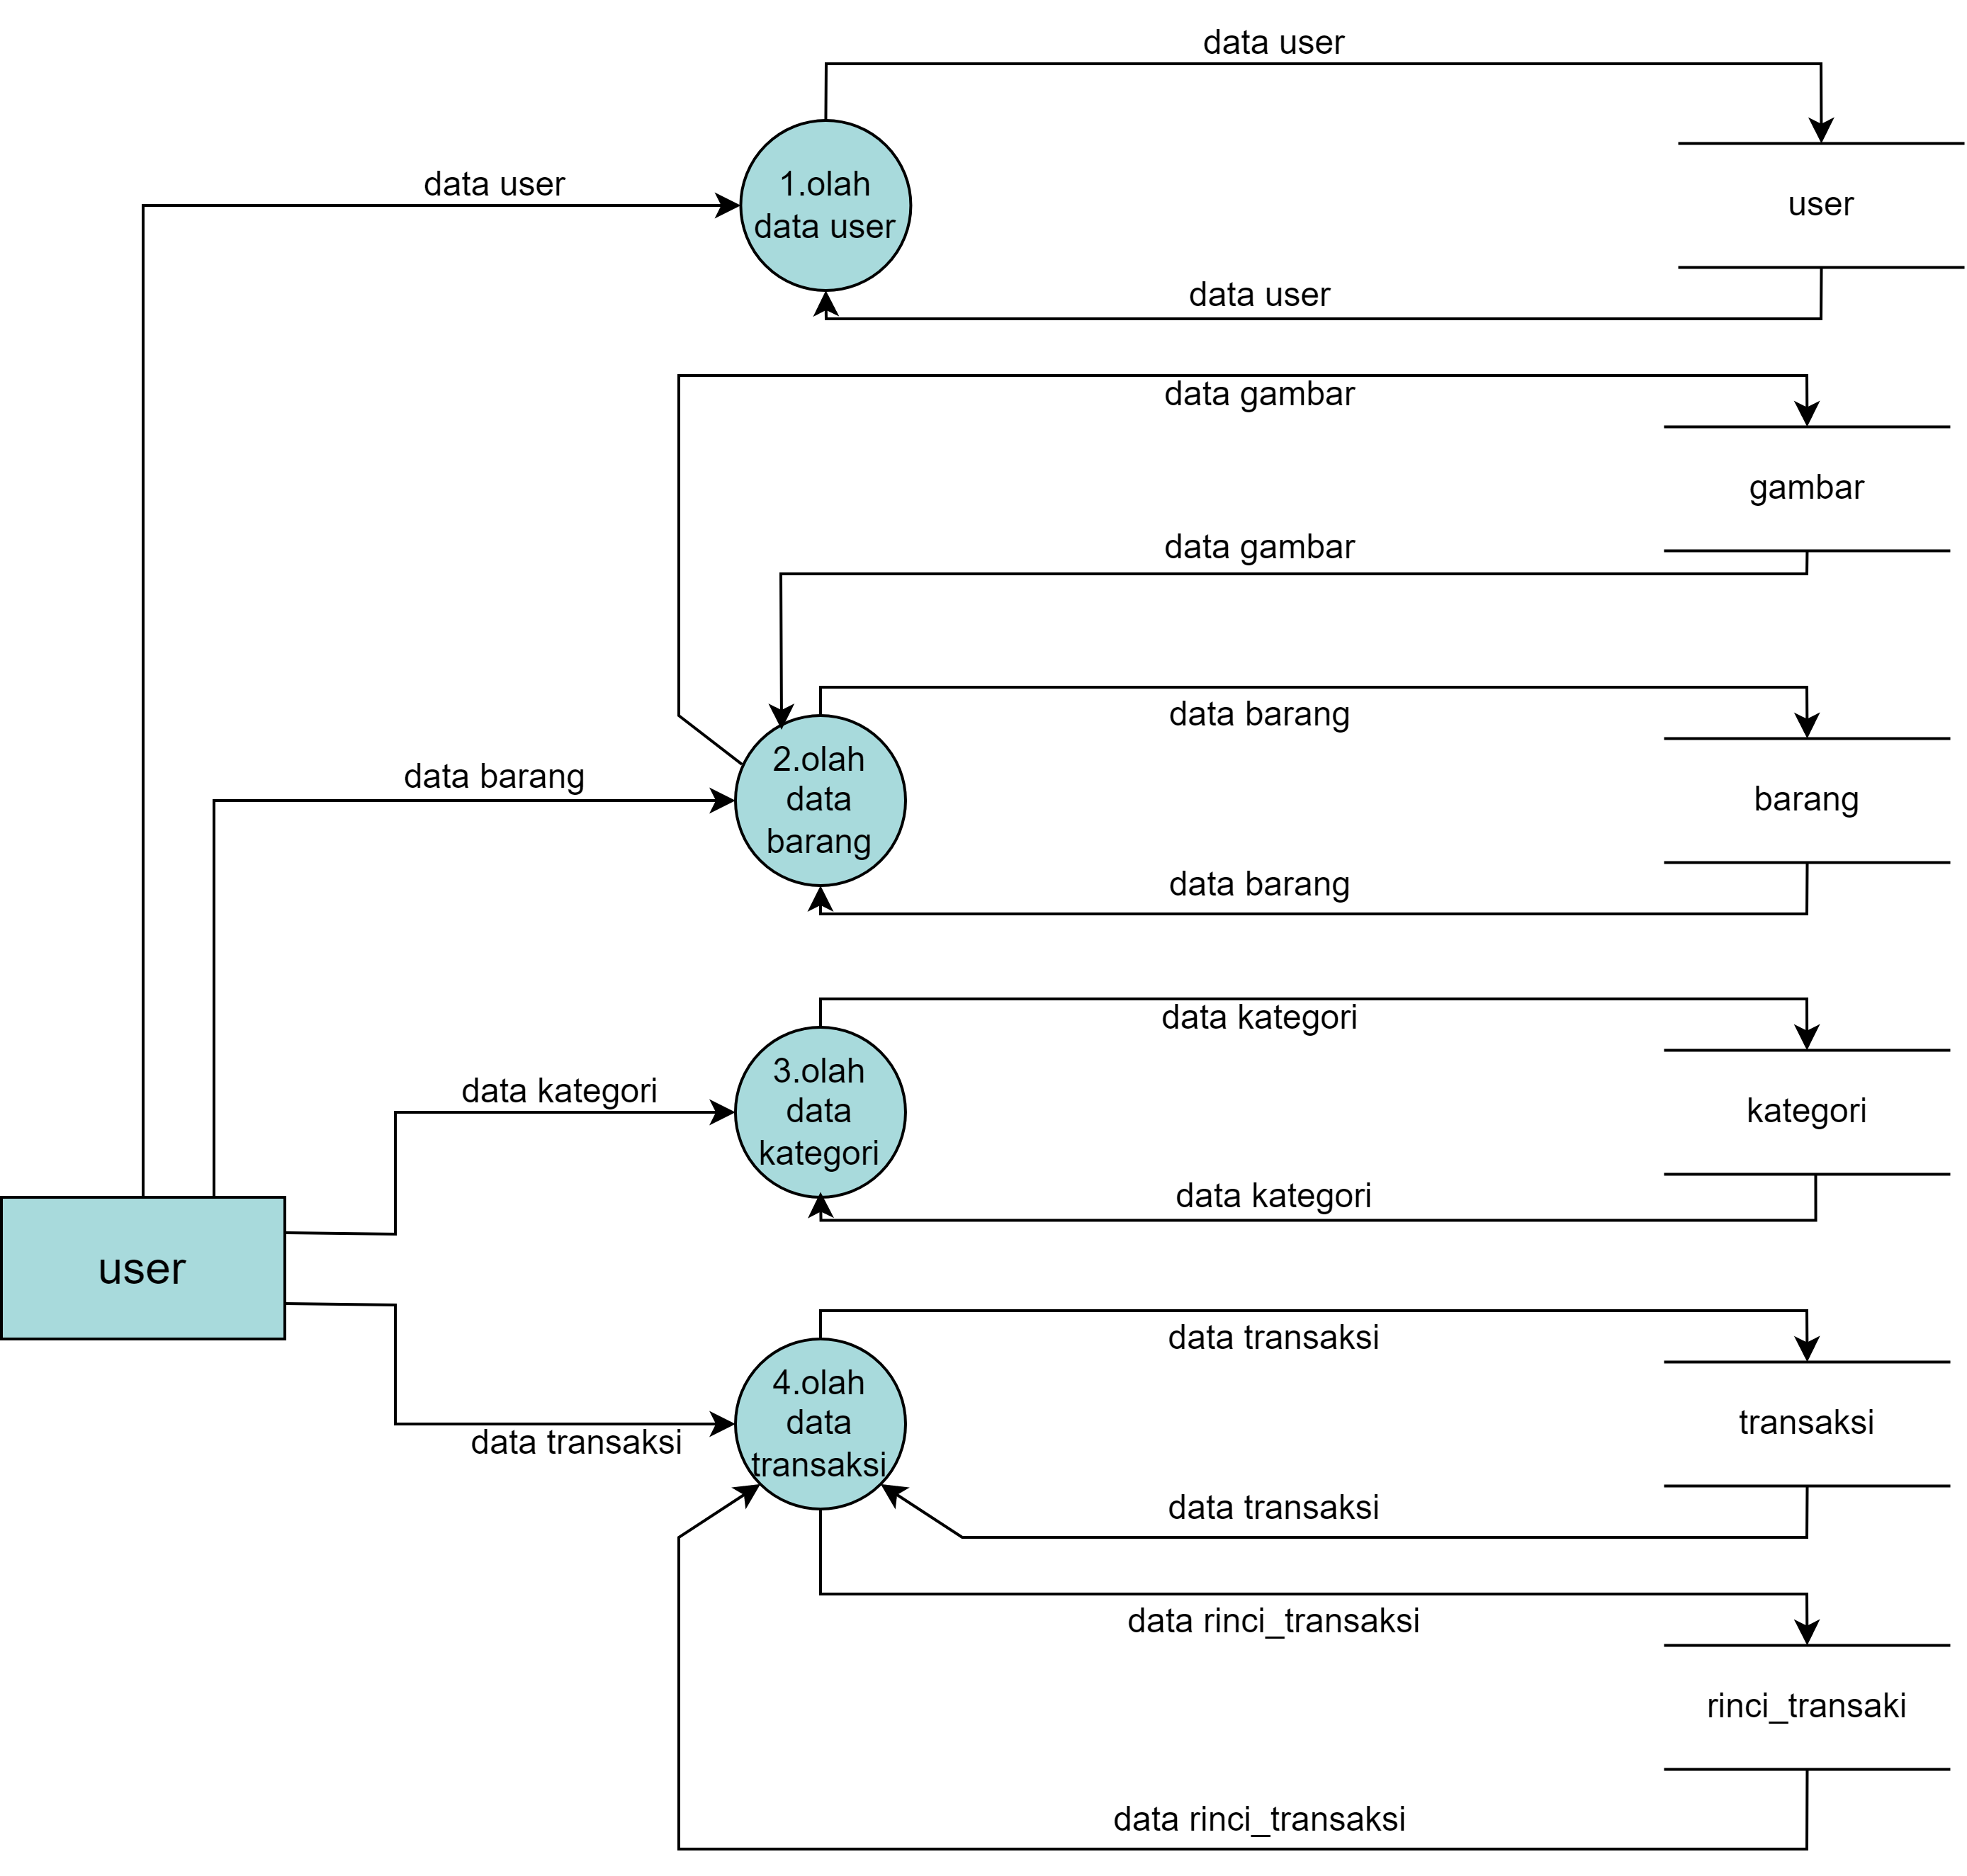 data user
data user
1.olah
data user
user
data user
data gambar
gambar
data gambar
data barang
data barang
2.olah
data
barang
barang
data barang
data kategori
data kategori
3.olah
data
kategori
kategori
data kategori
user
data transaksi
data transaksi
4.olah
data
transaksi
transaksi
data transaksi
data rinci_transaksi
rinci_transaki
data rinci_transaksi